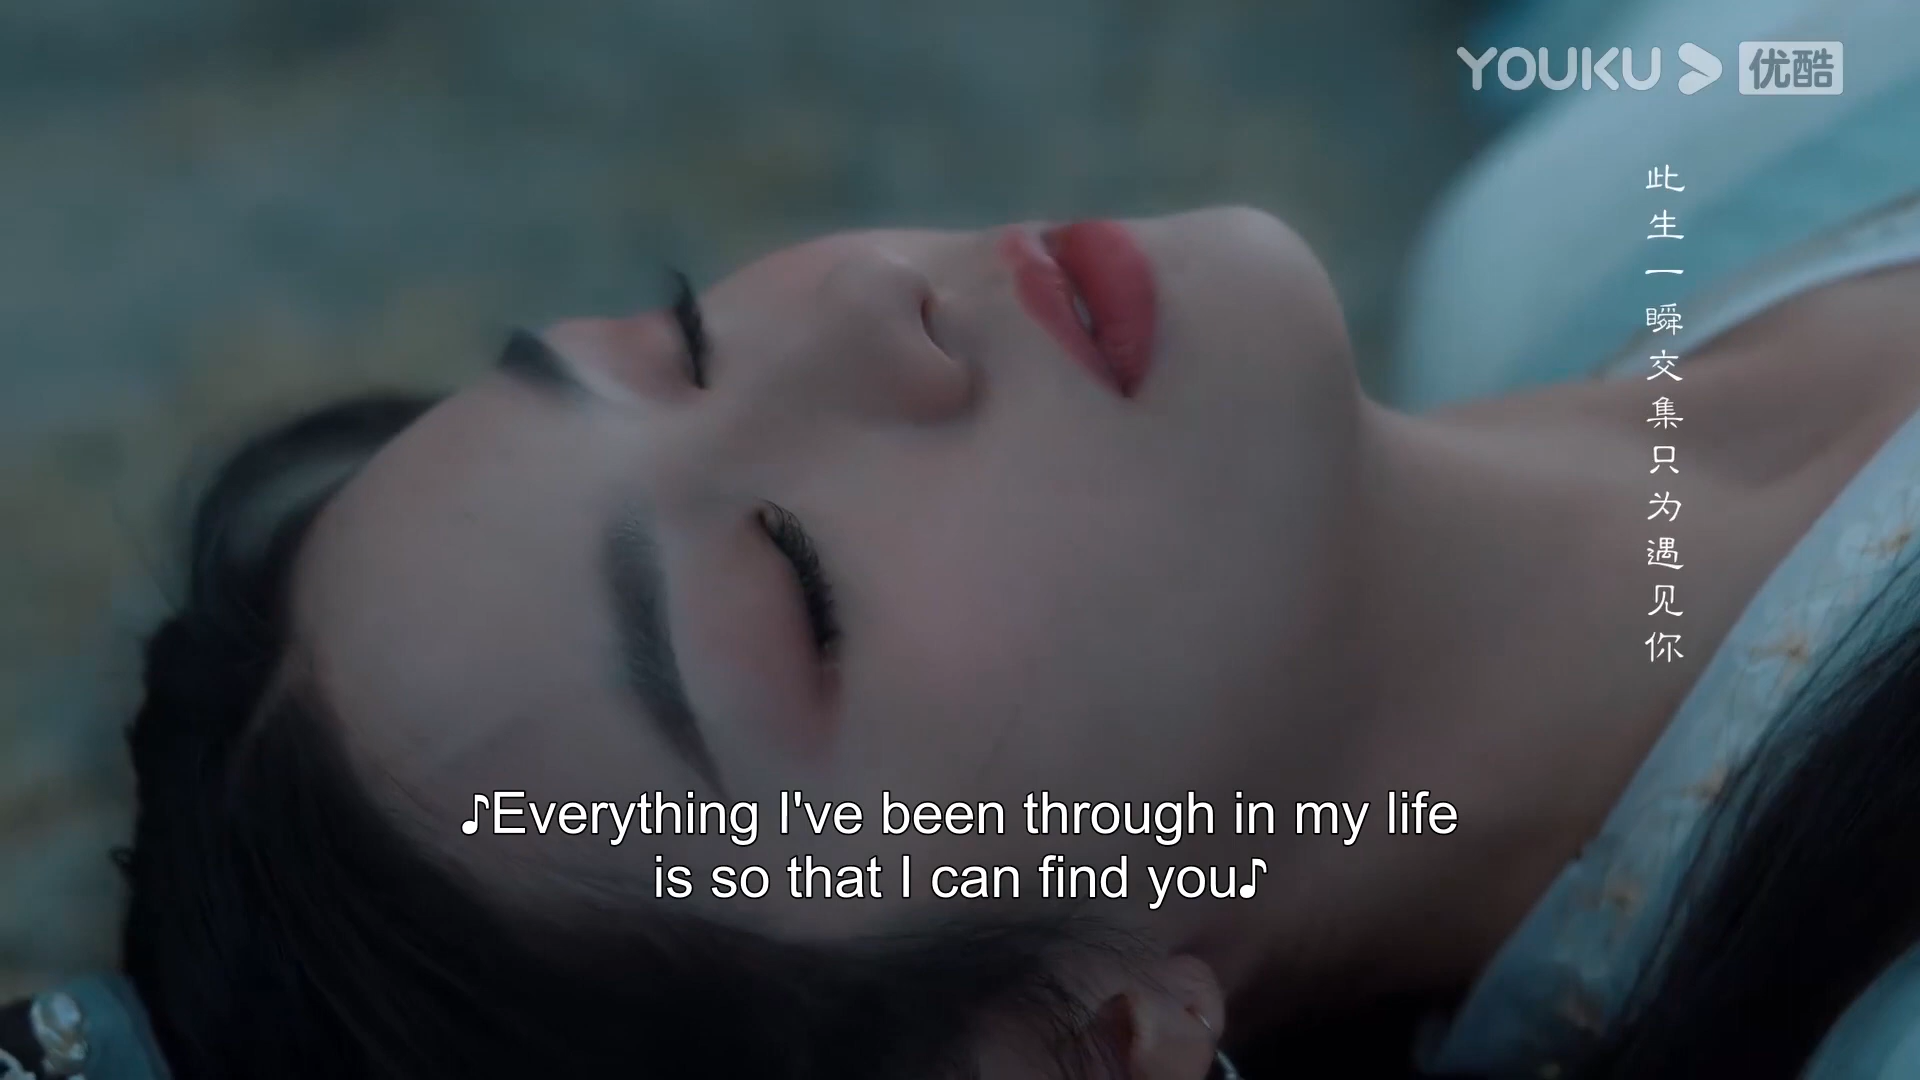 YOUKU 优酷
此生一瞬交集只为遇见你
♪Everything I've been through in my life
is so that I can find you♪